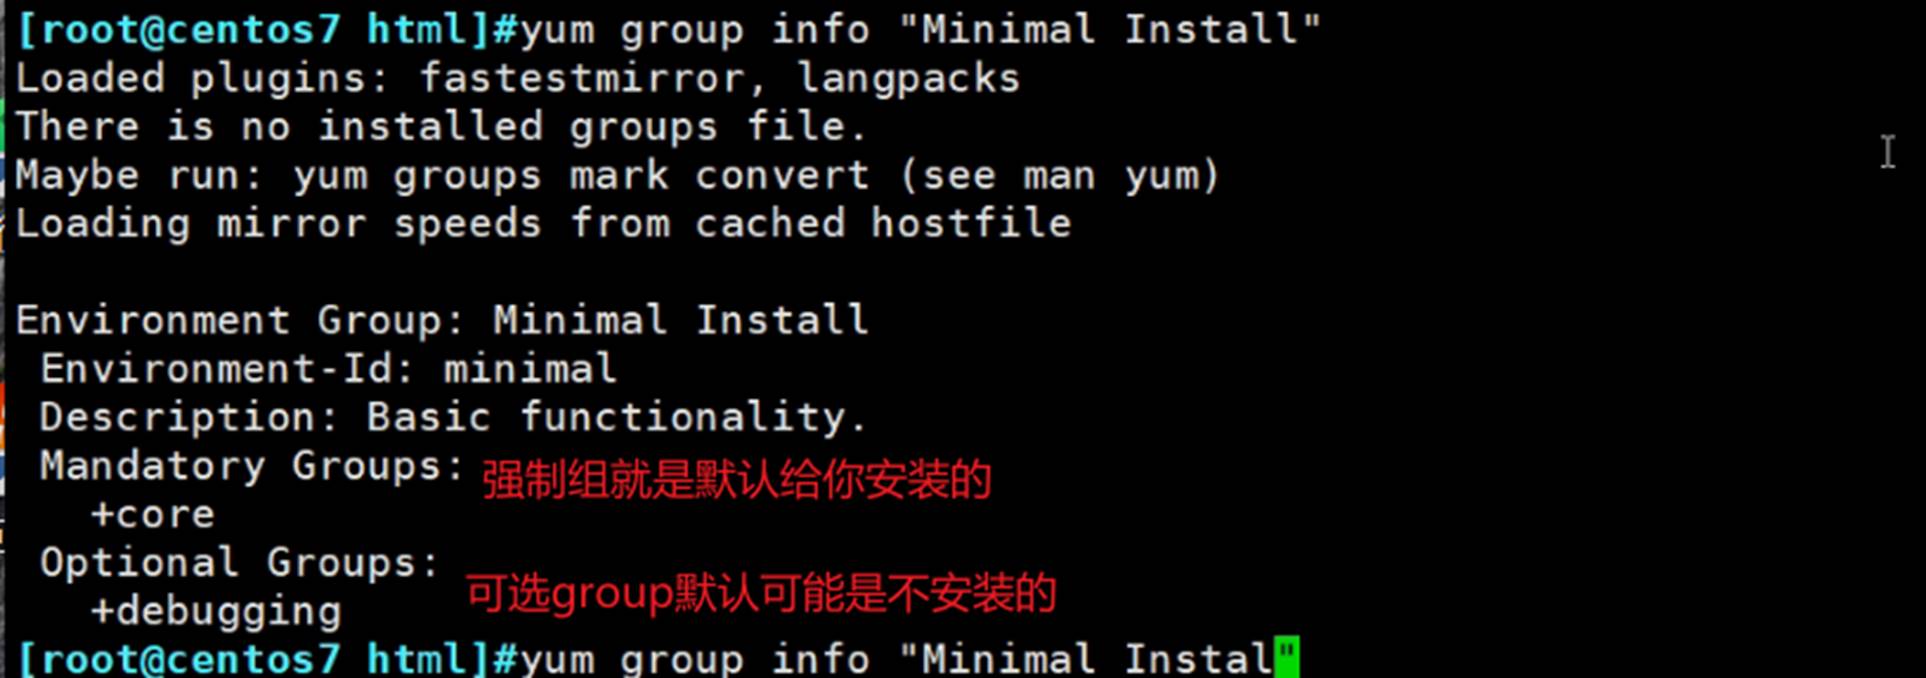 [root@centos7 html]#yum group info "Minimal Install"
Loaded plugins: fastestmirror, langpacks
There is no installed groups file.
Maybe run: yum groups mark convert (see man yum)
Loading mirror speeds from cached hostfile
Environment Group: Minimal Install
Environment-Id: minimal
Description: Basic functionality.
Mandatory Groups: 强制组就是默认给你安装的
+core
Optional Groups:
可选group默认可能是不安装的
+debugging
[root@centos7 html]#yum group info "Minimal Instal"